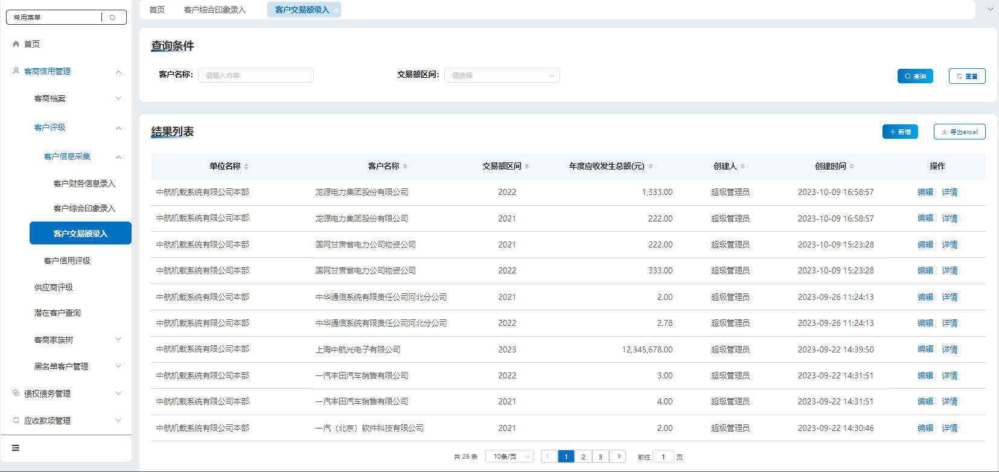 常用菜单
首页
客商信用管理
客商档案
客户评级
客户信息采集
客户财务信息录入
客户综合印象录入
客户交易额录入
客户信用评级
供应商评级
潜在客户查询
客商家族树
黑名单客户管理
债权债务管理
应收款项管理
首页 客户综合印象录入 客户交易额录入 ×
查询条件
客户名称: 请输入内容 交易额区间: 请选择 查询 重置
结果列表 + 新增 导出excel
单位名称 客户名称 交易额区间 年度应收发生总额(元) 创建人 创建时间 操作
中航机载系统有限公司本部 龙源电力集团股份有限公司 2022 1,333.00 超级管理员 2023-10-09 16:58:57 编辑 详情
中航机载系统有限公司本部 龙源电力集团股份有限公司 2021 222.00 超级管理员 2023-10-09 16:58:57 编辑 详情
中航机载系统有限公司本部 国网甘肃省电力公司物资公司 2021 222.00 超级管理员 2023-10-09 15:23:28 编辑 详情
中航机载系统有限公司本部 国网甘肃省电力公司物资公司 2022 333.00 超级管理员 2023-10-09 15:23:28 编辑 详情
中航机载系统有限公司本部 中华通信系统有限责任公司河北分公司 2021 2.00 超级管理员 2023-09-26 11:24:13 编辑 详情
中航机载系统有限公司本部 中华通信系统有限责任公司河北分公司 2022 2.78 超级管理员 2023-09-26 11:24:13 编辑 详情
中航机载系统有限公司本部 上海中航光电子有限公司 2023 12,345,678.00 超级管理员 2023-09-22 14:39:50 编辑 详情
中航机载系统有限公司本部 一汽丰田汽车销售有限公司 2022 3.00 超级管理员 2023-09-22 14:31:51 编辑 详情
中航机载系统有限公司本部 一汽丰田汽车销售有限公司 2021 4.00 超级管理员 2023-09-22 14:31:51 编辑 详情
中航机载系统有限公司本部 一汽（北京）软件科技有限公司 2021 2.00 超级管理员 2023-09-22 14:30:46 编辑 详情
共 26 条 10条/页 < 1 2 3 > 前往 1 页